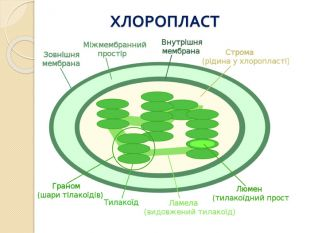 ХЛОРОПЛАСТ
Зовнішня
мембрана
Міжмембранний
простір
Внутрішня
мембрана
Строма
(рідина у хлоропласті)
Граном
(шари тілакоїдів)
Тилакоїд
Ламела
(видовжений тилакоїд)
Люмен
(тилакоїдний прост